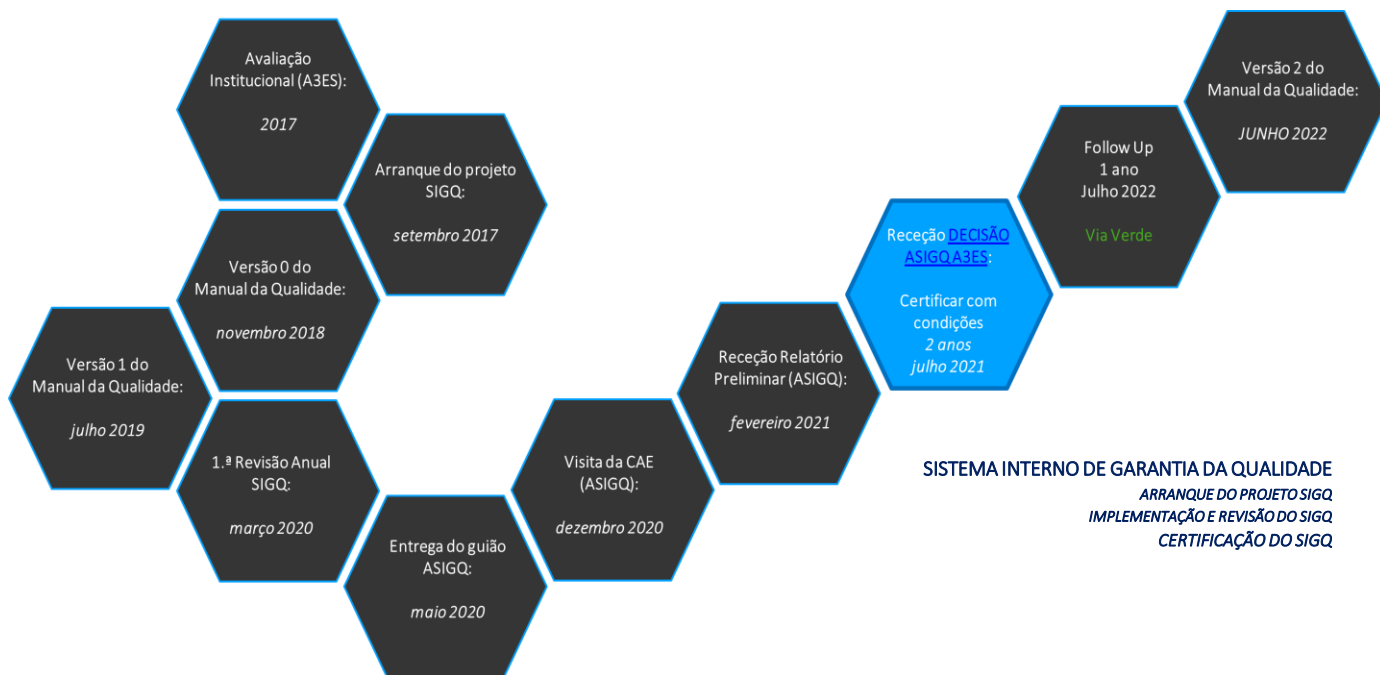 Avaliação
Institucional (A3ES):
2017
Arranque do projeto
SIGQ:
setembro 2017
Versão 0 do
Manual da Qualidade:
novembro 2018
Versão 1 do
Manual da Qualidade:
julho 2019
1.ª Revisão Anual
SIGQ:
março 2020
Entrega do guião
ASIGQ:
maio 2020
Visita da CAE
(ASIGQ):
dezembro 2020
Receção Relatório
Preliminar (ASIGQ):
fevereiro 2021
Receção DECISÃO
ASIGQ A3ES:
Certificar com
condições
2 anos
julho 2021
Follow Up
1 ano
Julho 2022
Via Verde
Versão 2 do
Manual da Qualidade:
JUNHO 2022
SISTEMA INTERNO DE GARANTIA DA QUALIDADE
ARRANQUE DO PROJETO SIGQ
IMPLEMENTAÇÃO E REVISÃO DO SIGQ
CERTIFICAÇÃO DO SIGQ